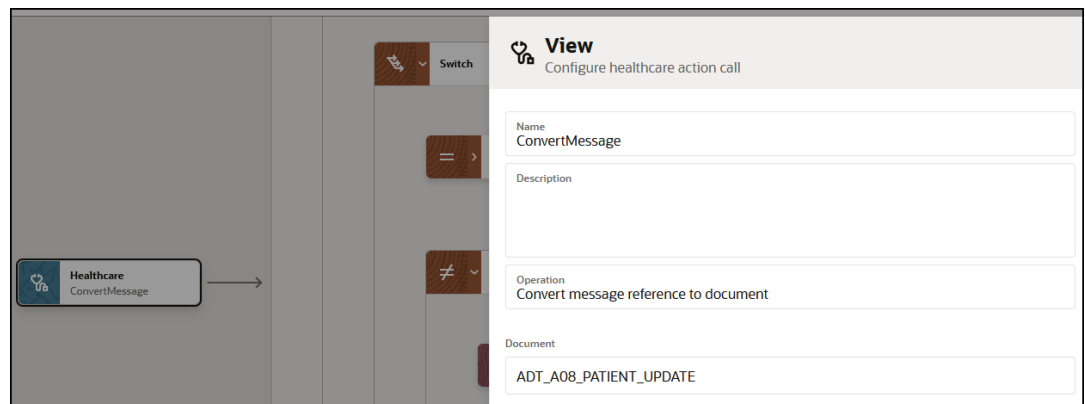 Switch
Healthcare
ConvertMessage
View
Configure healthcare action call
Name
ConvertMessage
Description
Operation
Convert message reference to document
Document
ADT_A08_PATIENT_UPDATE